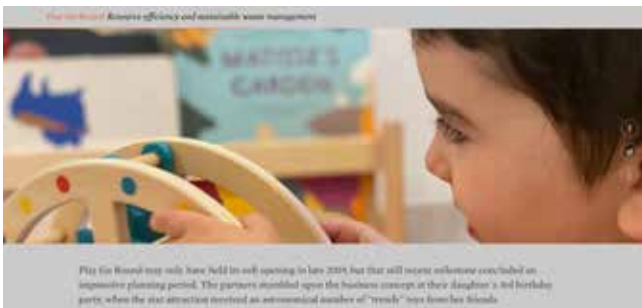 Play Go Round Resource efficiency and sustainable waste management
MATISSE'S
GARDEN
Play Go Round may only have held its soft opening in late 2019, but that still recent milestone concluded an
impressive planning period. The partners stumbled upon the business concept at their daughter's 3rd birthday
party, when the star attraction received an astronomical number of "trendy" toys from her friends.